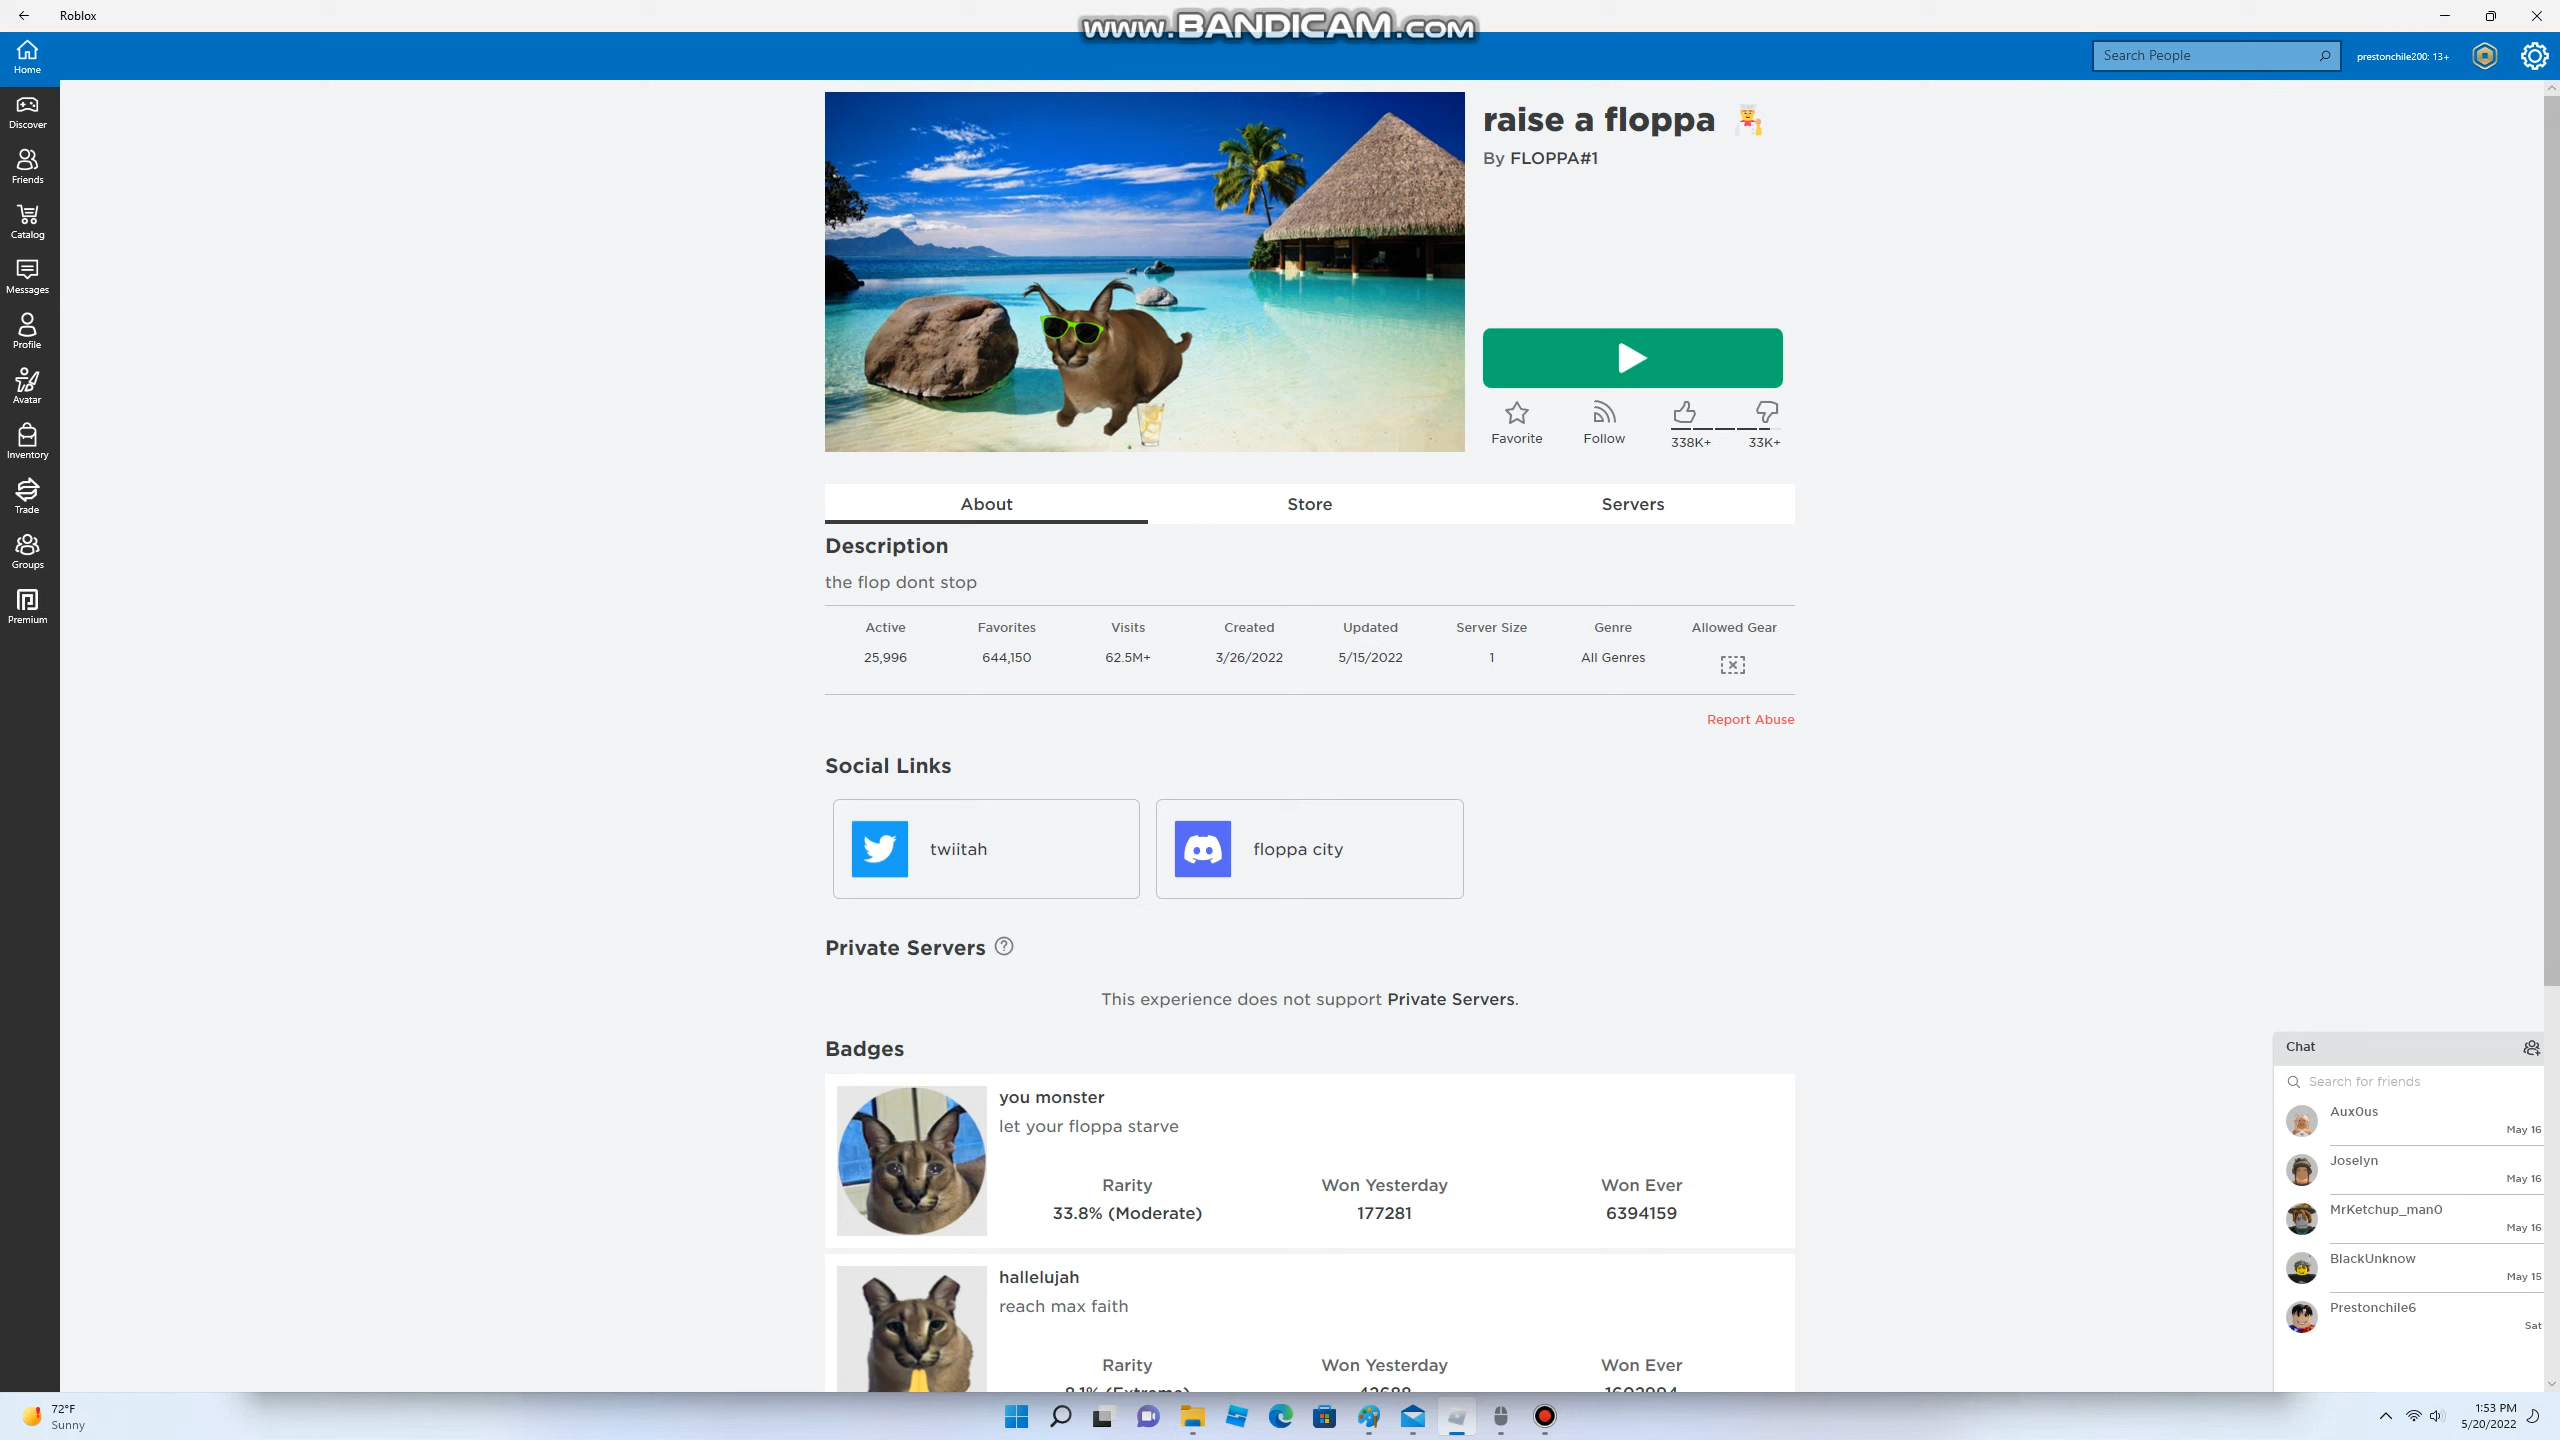 Roblox
www.BANDICAM.com
Home
Search People
prestonchile200: 13+
Discover
Friends
Catalog
Messages
Profile
Avatar
Inventory
Trade
Groups
Premium
raise a floppa
By FLOPPA#1
Favorite
Follow
338K+
33K+
About
Store
Servers
Description
the flop dont stop
Active
Favorites
Visits
Created
Updated
Server Size
Genre
Allowed Gear
25,996
644,150
62.5M+
3/26/2022
5/15/2022
1
All Genres
Report Abuse
Social Links
twiitah
floppa city
Private Servers
This experience does not support Private Servers.
Badges
you monster
let your floppa starve
Rarity
Won Yesterday
Won Ever
33.8% (Moderate)
177281
6394159
hallelujah
reach max faith
Rarity
Won Yesterday
Won Ever
Chat
Search for friends
Aux0us
May 16
Joselyn
May 16
MrKetchup_man0
May 16
BlackUnknow
May 15
Prestonchile6
Sat
72°F
Sunny
1:53 PM
5/20/2022